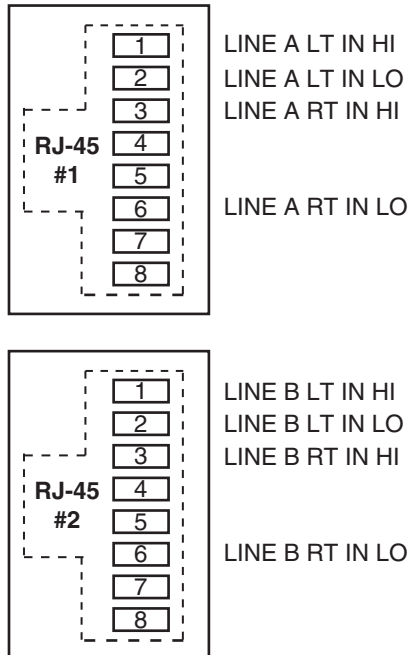 1 LINE A LT IN HI
2 LINE A LT IN LO
3 LINE A RT IN HI
RJ-45 4
#1 5
6 LINE A RT IN LO
7
8
1 LINE B LT IN HI
2 LINE B LT IN LO
3 LINE B RT IN HI
RJ-45 4
#2 5
6 LINE B RT IN LO
7
8